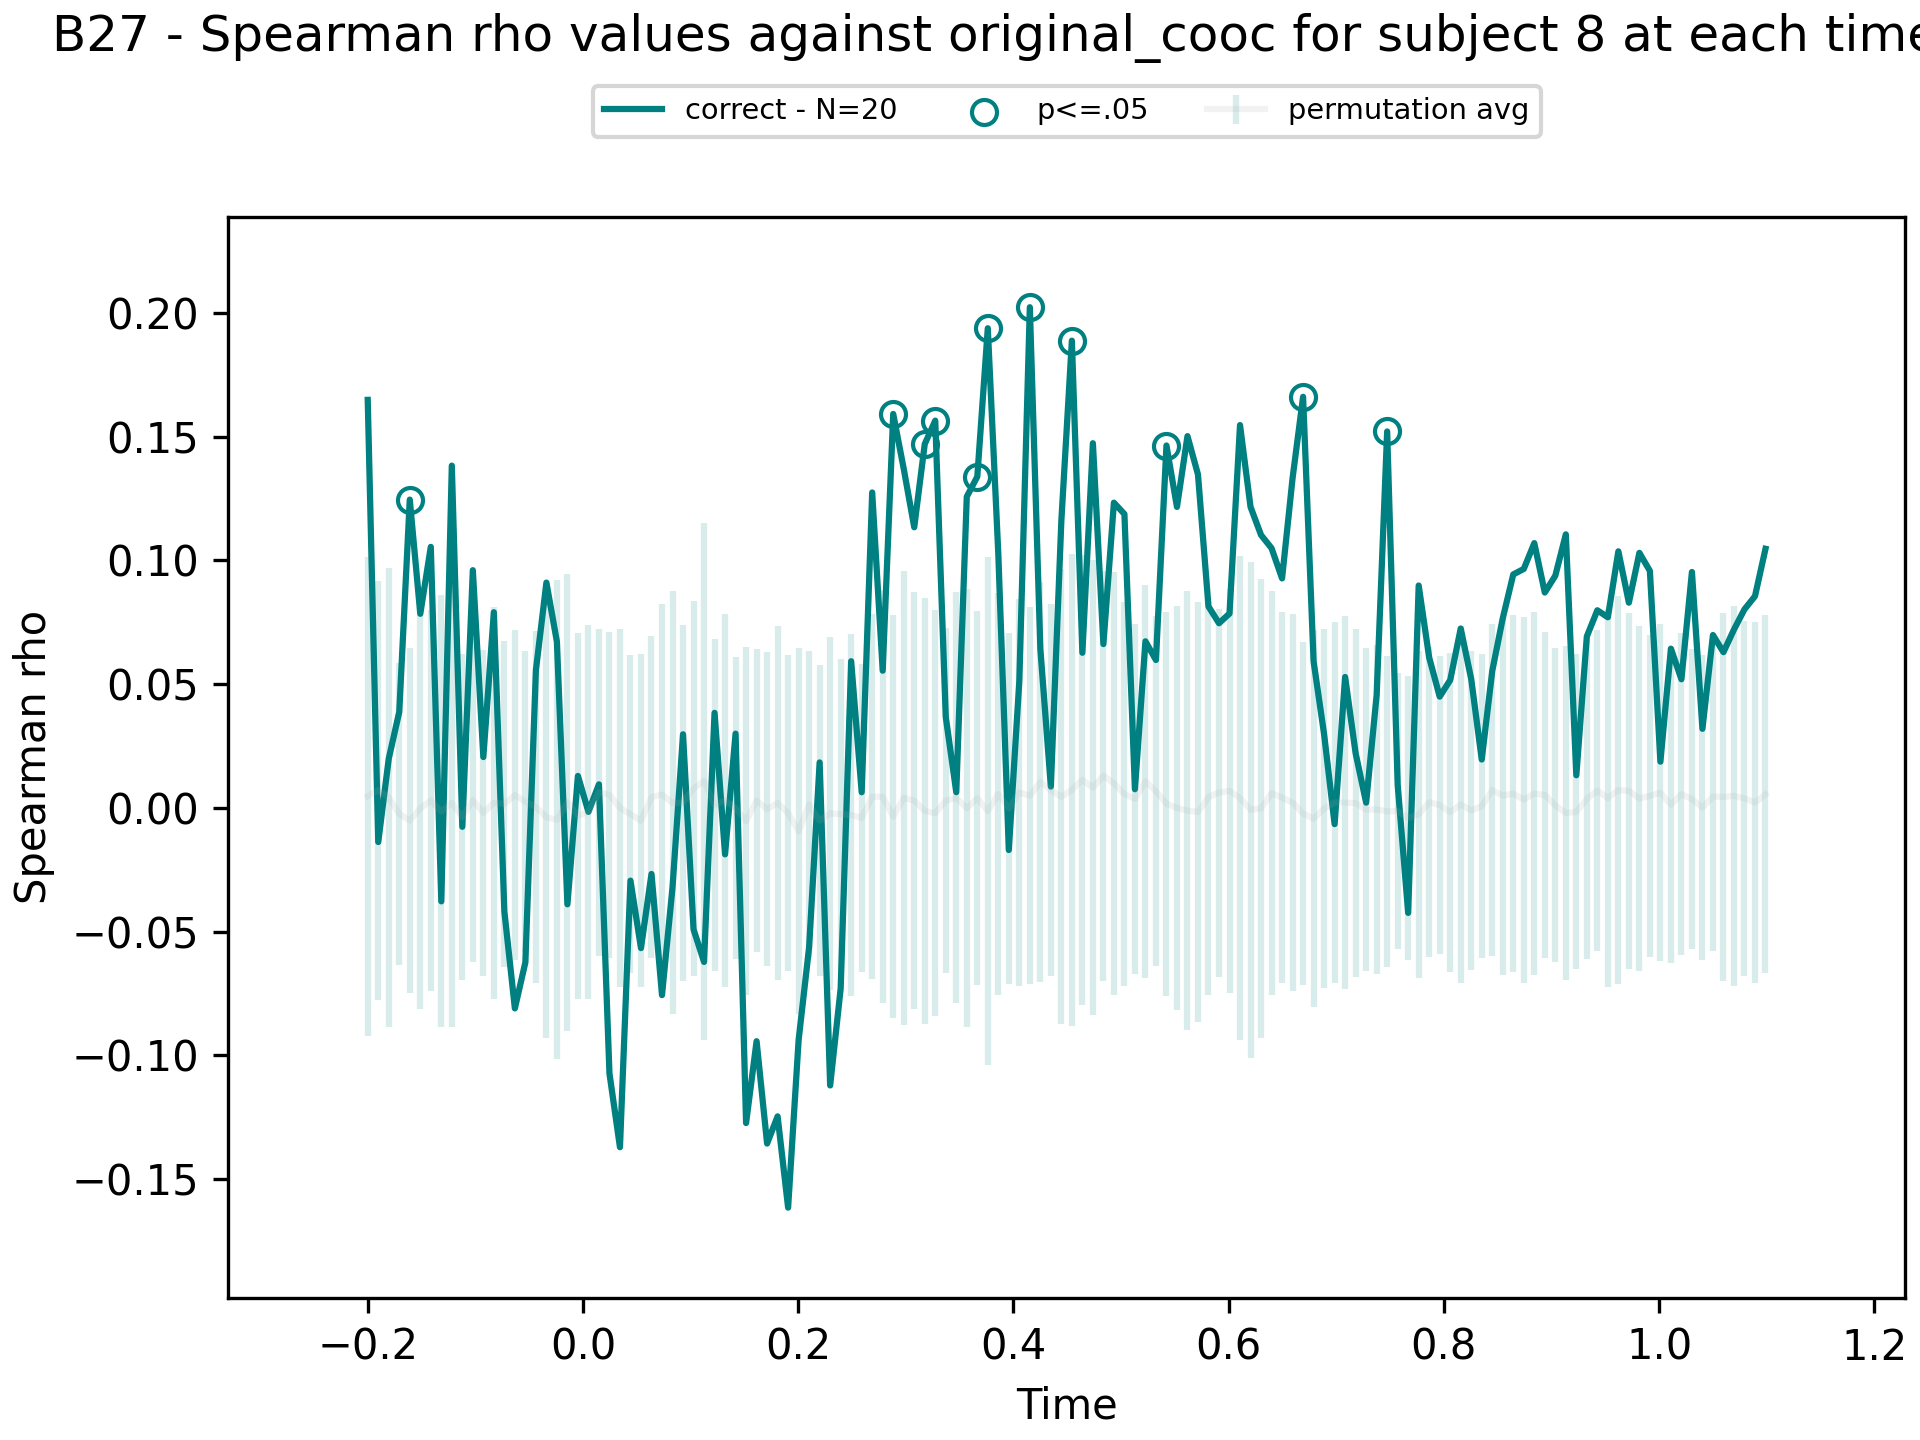 B27 - Spearman rho values against original_cooc for subject 8 at each time
correct - N=20
p<=.05
permutation avg
0.20
0.15
0.10
0.05
0.00
−0.05
−0.10
−0.15
Spearman rho
−0.2
0.0
0.2
0.4
0.6
0.8
1.0
1.2
Time